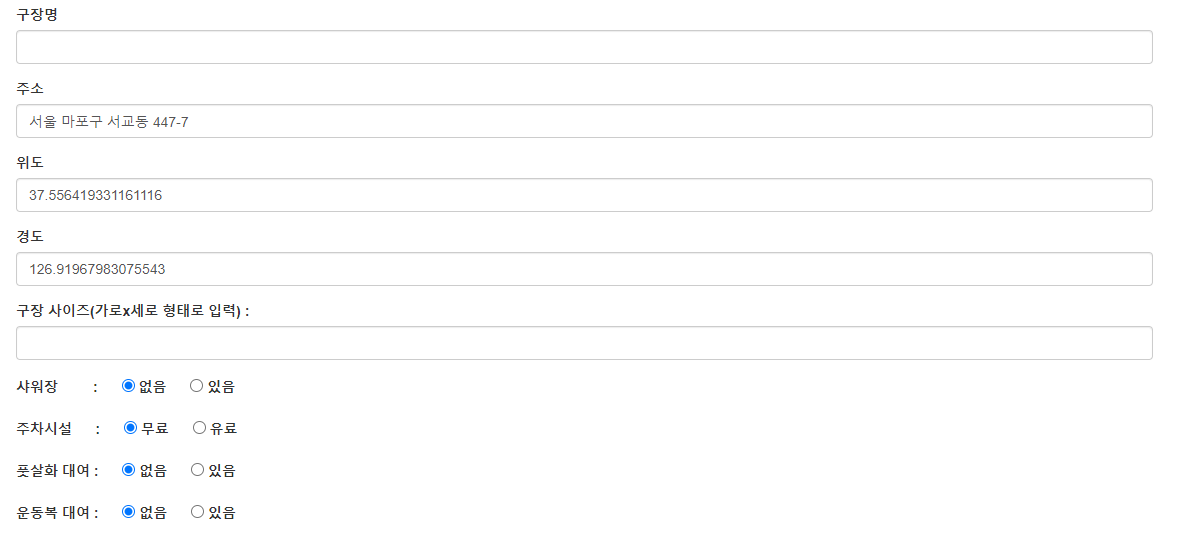 구장명
주소
서울 마포구 서교동 447-7
위도
37.556419331161116
경도
126.91967983075543
구장 사이즈(가로x세로 형태로 입력) :
샤워장 : 없음 있음
주차시설 : 무료 유료
풋살화 대여 : 없음 있음
운동복 대여 : 없음 있음